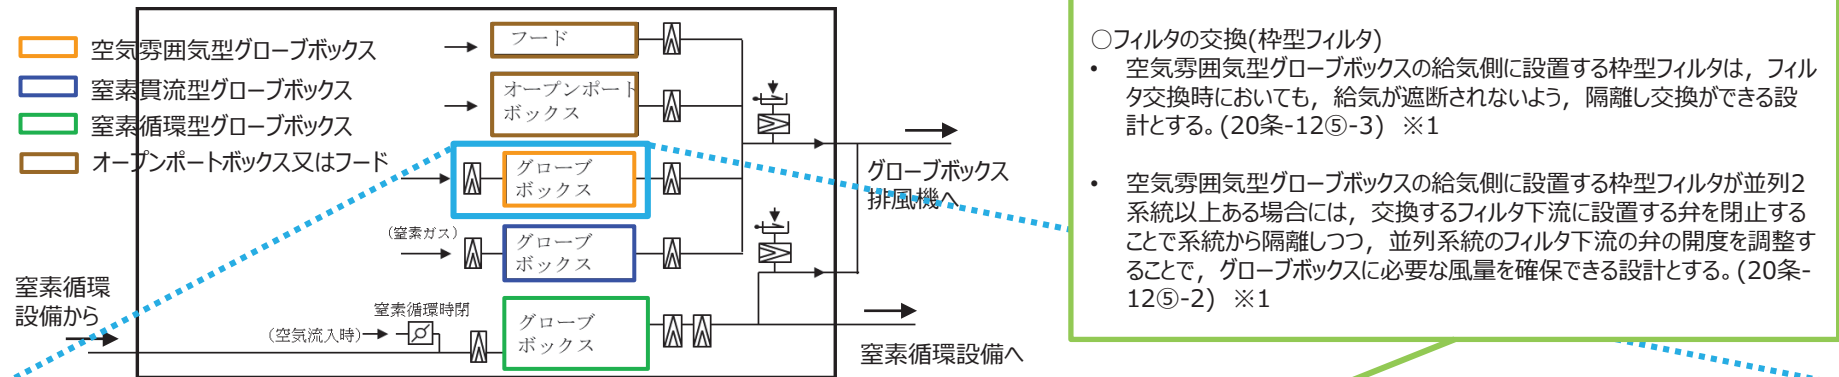 空気雰囲気型グローブボックス
窒素貫流型グローブボックス
窒素循環型グローブボックス
オープンポートボックス又はフード
フード
オープンポート
ボックス
グローブ
ボックス
(窒素ガス)
グローブ
ボックス
窒素循環時閉
(空気流入時)
グローブ
ボックス
窒素循環
設備から
グローブボックス
排風機へ
窒素循環設備へ
○フィルタの交換(枠型フィルタ)
• 空気雰囲気型グローブボックスの給気側に設置する枠型フィルタは，フィル
タ交換時においても，給気が遮断されないよう，隔離し交換ができる設
計とする。(20条-12⑤-3) ※1
• 空気雰囲気型グローブボックスの給気側に設置する枠型フィルタが並列2
系統以上ある場合には，交換するフィルタ下流に設置する弁を閉止する
ことで系統から隔離しつつ，並列系統のフィルタ下流の弁の開度を調整す
ることで，グローブボックスに必要な風量を確保できる設計とする。(20条-
12⑤-2) ※1